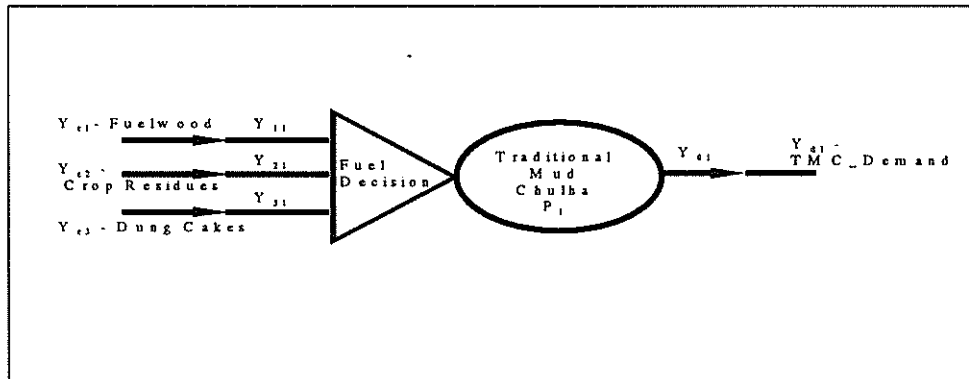 Y e1 - Fuelwood
Y 11
Y e2 -
Crop Residues
Y 21
Y e3 - Dung Cakes
Y 31
Fuel
Decision
Traditional
Mud
Chulha
P 1
Y d1
Y d1 -
TMC_Demand